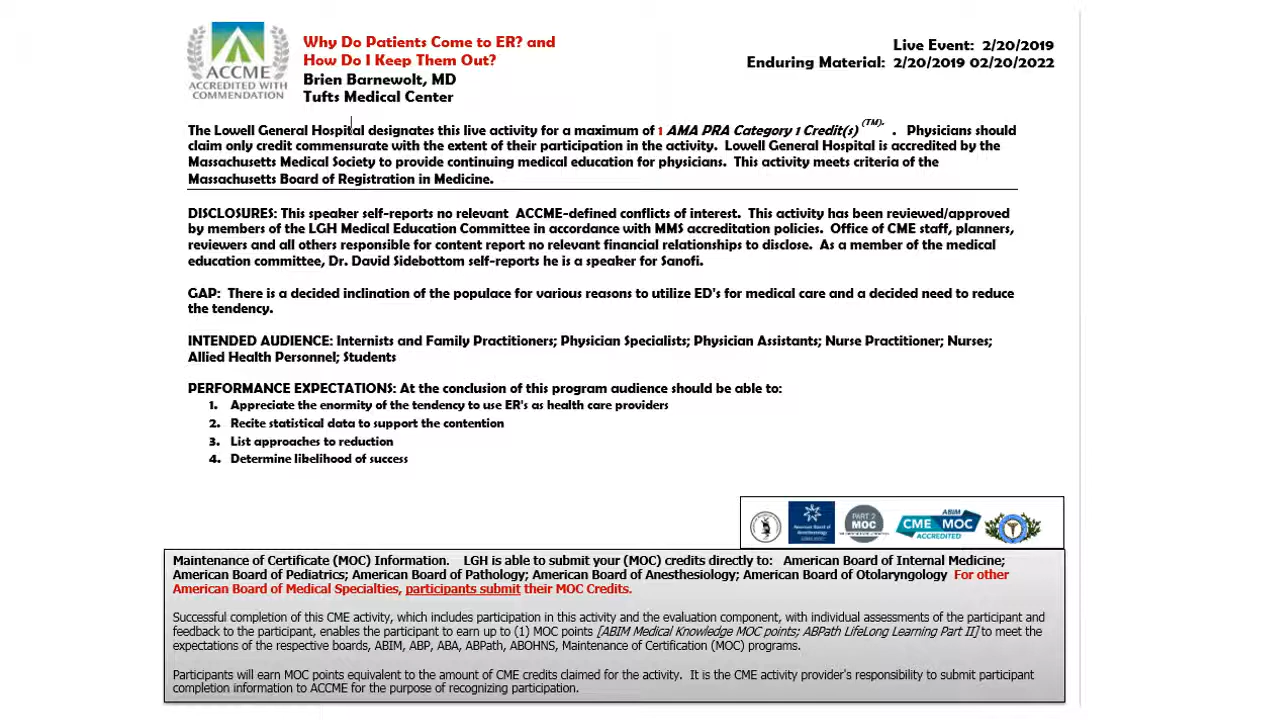 ACCME
ACCREDITED WITH
COMMENDATION
Why Do Patients Come to ER? and
How Do I Keep Them Out?
Brien Barnewolt, MD
Tufts Medical Center
Live Event: 2/20/2019
Enduring Material: 2/20/2019 02/20/2022
The Lowell General Hospital designates this live activity for a maximum of 1 AMA PRA Category 1 Credit(s) (TM). . Physicians should
claim only credit commensurate with the extent of their participation in the activity. Lowell General Hospital is accredited by the
Massachusetts Medical Society to provide continuing medical education for physicians. This activity meets criteria of the
Massachusetts Board of Registration in Medicine.
DISCLOSURES: This speaker self-reports no relevant ACCME-defined conflicts of interest. This activity has been reviewed/approved
by members of the LGH Medical Education Committee in accordance with MMS accreditation policies. Office of CME staff, planners,
reviewers and all others responsible for content report no relevant financial relationships to disclose. As a member of the medical
education committee, Dr. David Sidebottom self-reports he is a speaker for Sanofi.
GAP: There is a decided inclination of the populace for various reasons to utilize ED's for medical care and a decided need to reduce
the tendency.
INTENDED AUDIENCE: Internists and Family Practitioners; Physician Specialists; Physician Assistants; Nurse Practitioner; Nurses;
Allied Health Personnel; Students
PERFORMANCE EXPECTATIONS: At the conclusion of this program audience should be able to:
1. Appreciate the enormity of the tendency to use ER's as health care providers
2. Recite statistical data to support the contention
3. List approaches to reduction
4. Determine likelihood of success
American Board of
Anesthesiology
PART 2
MOC
ABIM
CME MOC
ACCREDITED
Maintenance of Certificate (MOC) Information. LGH is able to submit your (MOC) credits directly to: American Board of Internal Medicine;
American Board of Pediatrics; American Board of Pathology; American Board of Anesthesiology; American Board of Otolaryngology For other
American Board of Medical Specialties, participants submit their MOC Credits.
Successful completion of this CME activity, which includes participation in this activity and the evaluation component, with individual assessments of the participant and
feedback to the participant, enables the participant to earn up to (1) MOC points [ABIM Medical Knowledge MOC points; ABPath LifeLong Learning Part II] to meet the
expectations of the respective boards, ABIM, ABP, ABA, ABPath, ABOHNS, Maintenance of Certification (MOC) programs.
Participants will earn MOC points equivalent to the amount of CME credits claimed for the activity. It is the CME activity provider's responsibility to submit participant
completion information to ACCME for the purpose of recognizing participation.